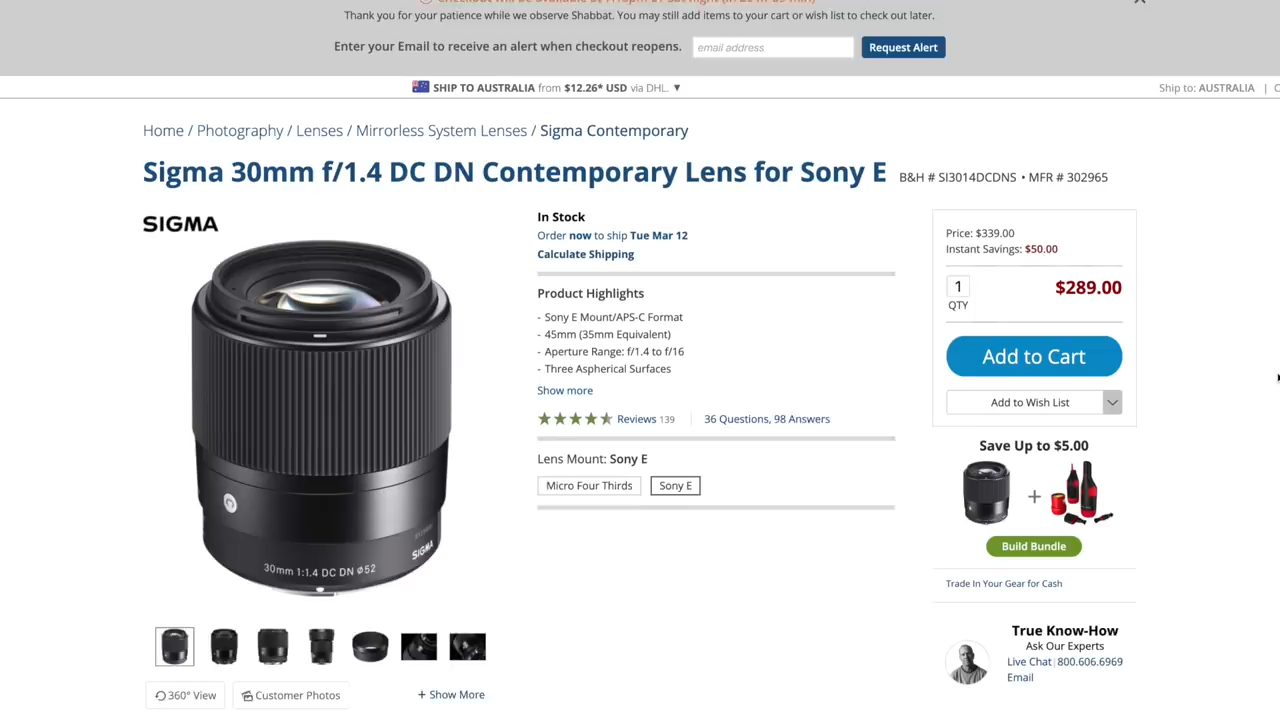 Thank you for your patience while we observe Shabbat. You may still add items to your cart or wish list to check out later.
Enter your Email to receive an alert when checkout reopens. email address Request Alert
SHIP TO AUSTRALIA from $12.26* USD via DHL. ▼ Ship to: AUSTRALIA |
Home / Photography / Lenses / Mirrorless System Lenses / Sigma Contemporary
Sigma 30mm f/1.4 DC DN Contemporary Lens for Sony E B&H # SI3014DCDNS • MFR # 302965
SIGMA
In Stock
Order now to ship Tue Mar 12
Calculate Shipping
Product Highlights
- Sony E Mount/APS-C Format
- 45mm (35mm Equivalent)
- Aperture Range: f/1.4 to f/16
- Three Aspherical Surfaces
Show more
Reviews 139 36 Questions, 98 Answers
Lens Mount: Sony E
Micro Four Thirds Sony E
SIGMA
30mm 1:1.4 DC DN Ø52
360° View Customer Photos + Show More
Price: $339.00
Instant Savings: $50.00
1 $289.00
QTY
Add to Cart
Add to Wish List
Save Up to $5.00
+
Build Bundle
Trade In Your Gear for Cash
True Know-How
Ask Our Experts
Live Chat | 800.606.6969
Email